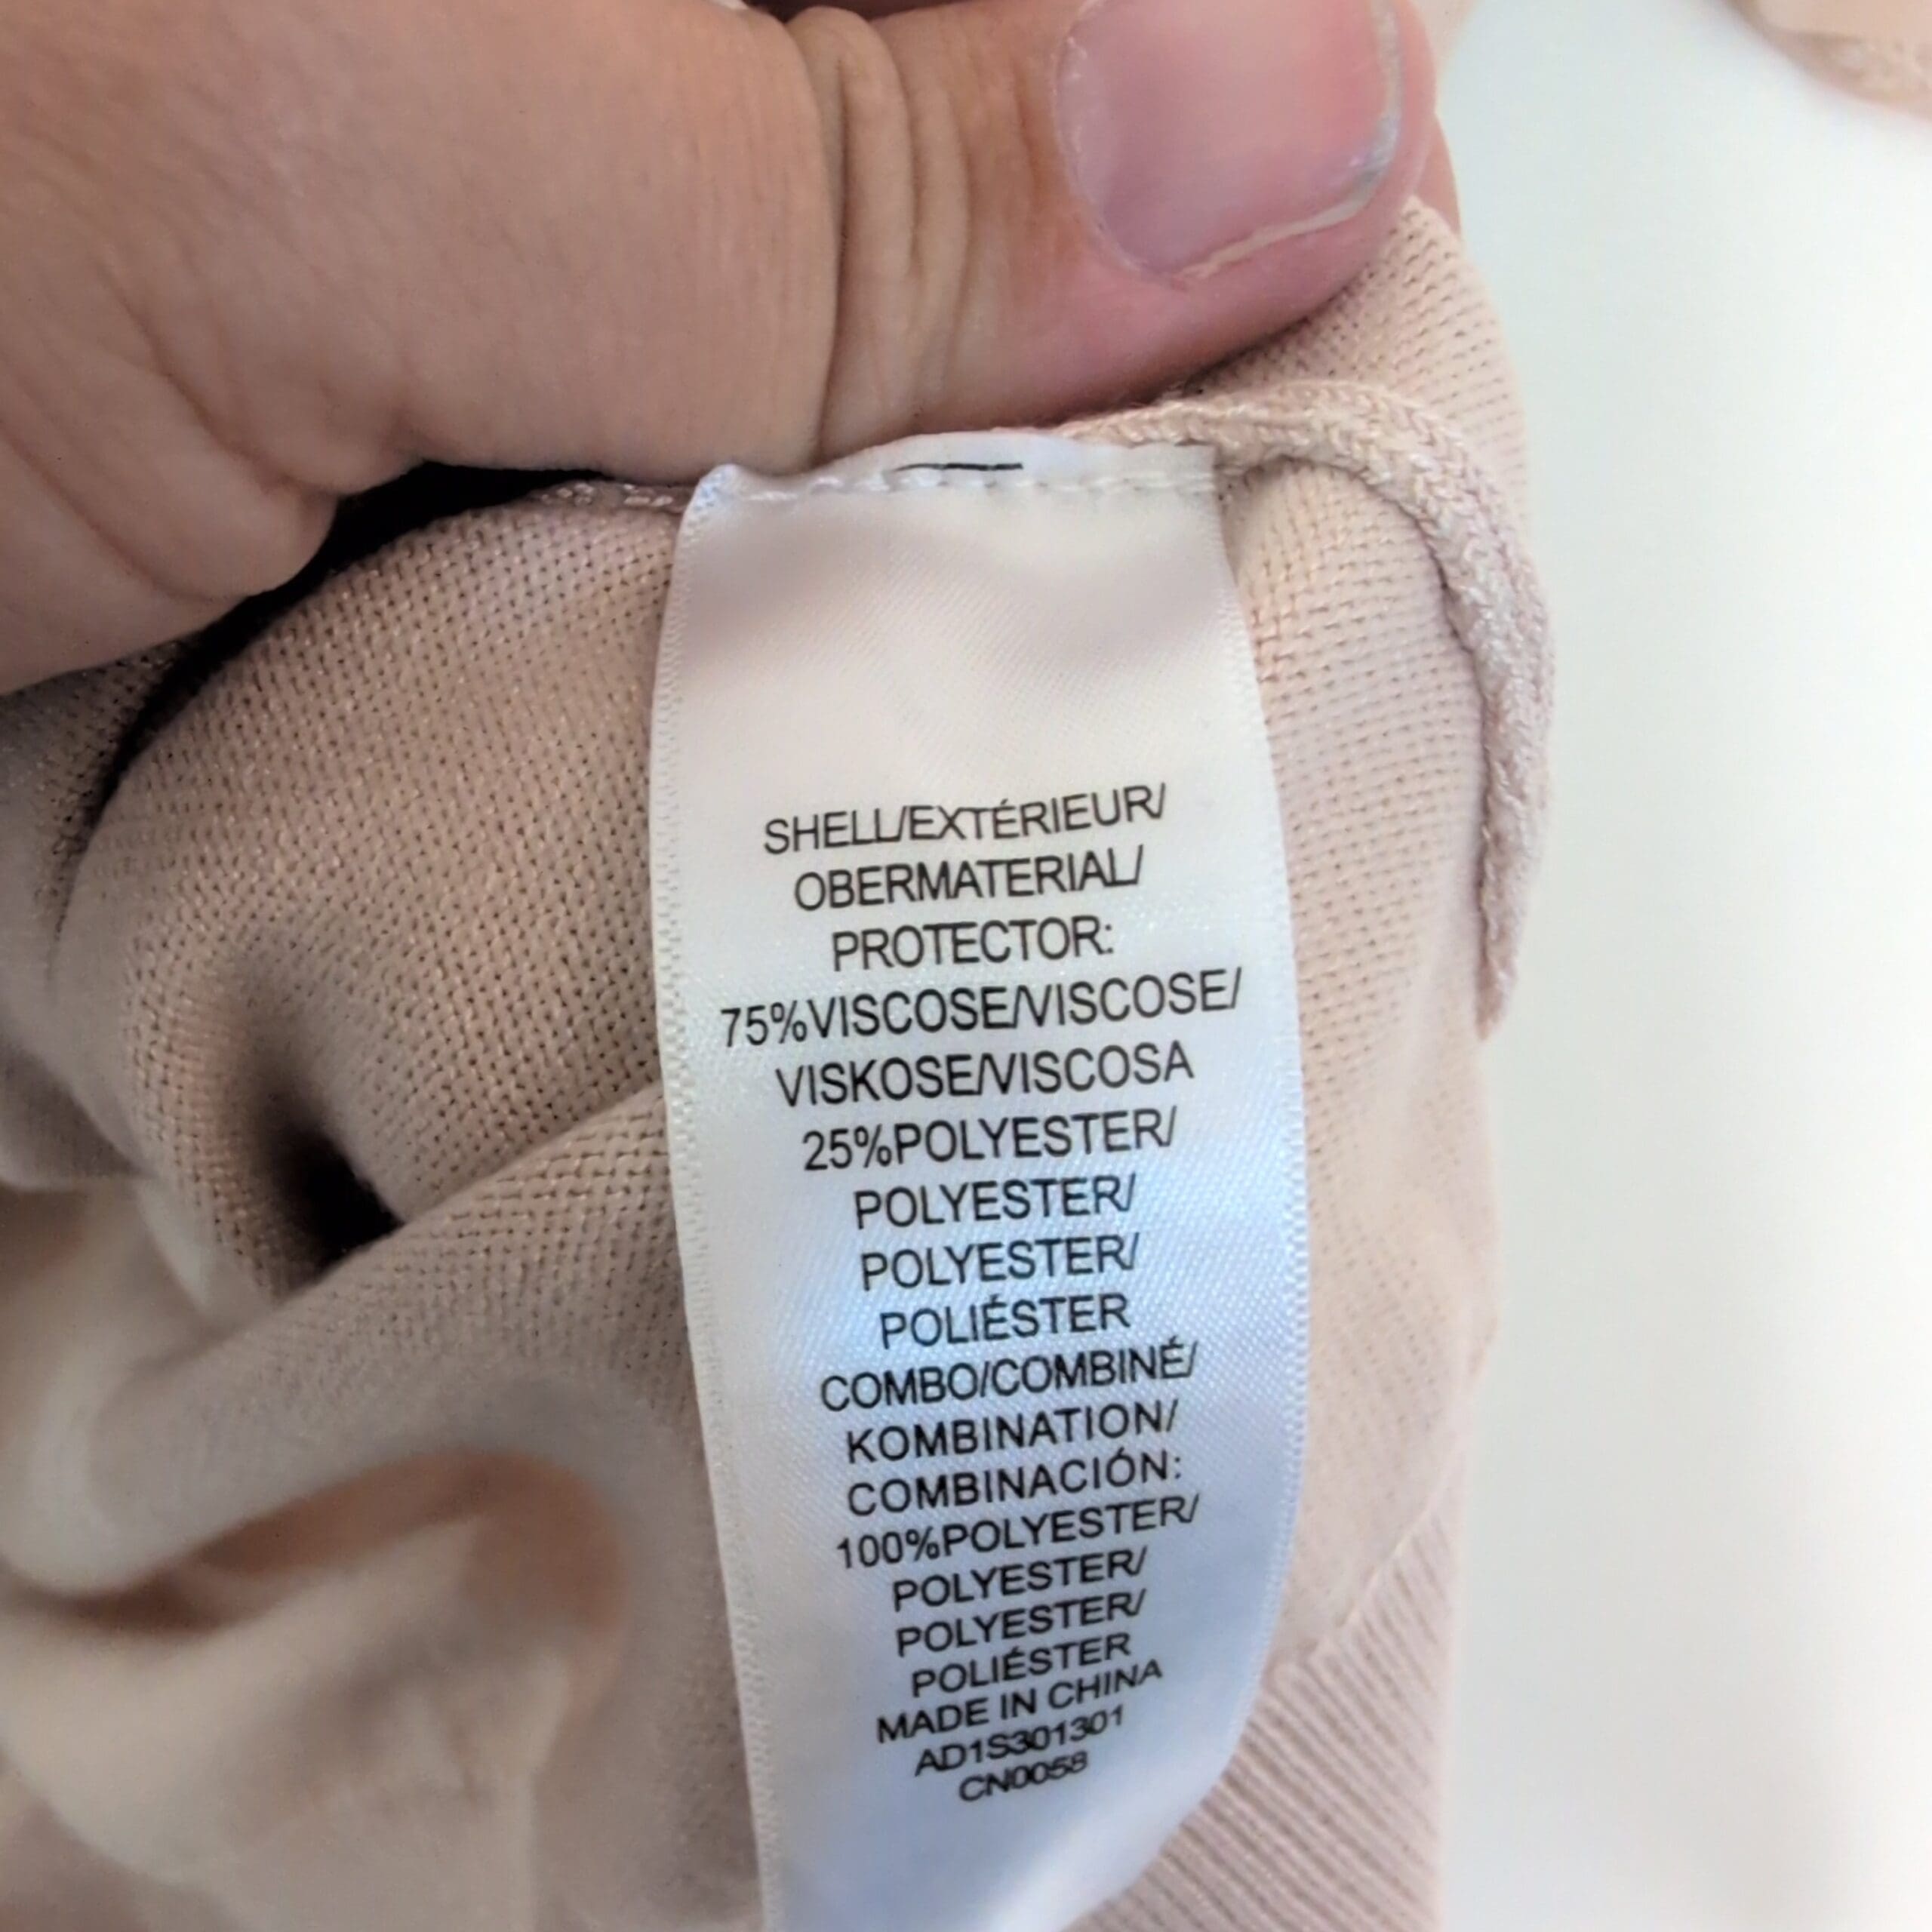 SHELL/EXTÉRIEUR/
OBERMATERIAL/
PROTECTOR:
75%VISCOSE/VISCOSE/
VISKOSE/VISCOSA
25%POLYESTER/
POLYESTER/
POLYESTER/
POLIÉSTER
COMBO/COMBINÉ/
KOMBINATION/
COMBINACIÓN:
100%POLYESTER/
POLYESTER/
POLYESTER/
POLIÉSTER
MADE IN CHINA
AD1S301301
CN0058